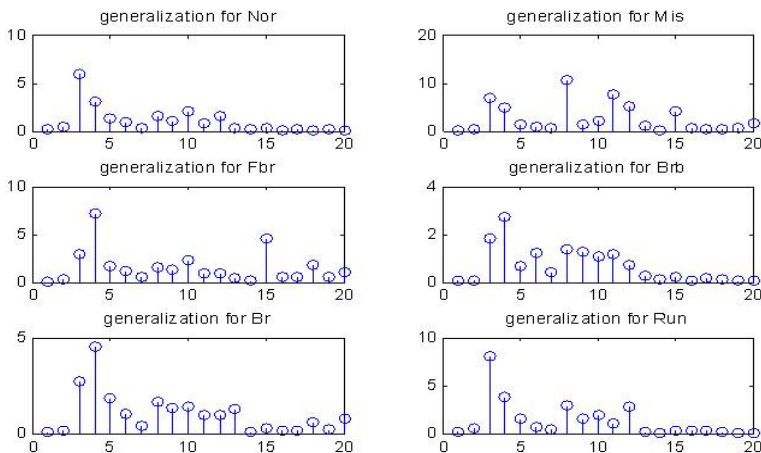 generalization for Nor
10
5
0
0 5 10 15 20
generalization for Mis
20
10
0
0 5 10 15 20
generalization for Fbr
10
5
0
0 5 10 15 20
generalization for Brb
4
2
0
0 5 10 15 20
generalization for Br
5
0
0 5 10 15 20
generalization for Run
10
5
0
0 5 10 15 20